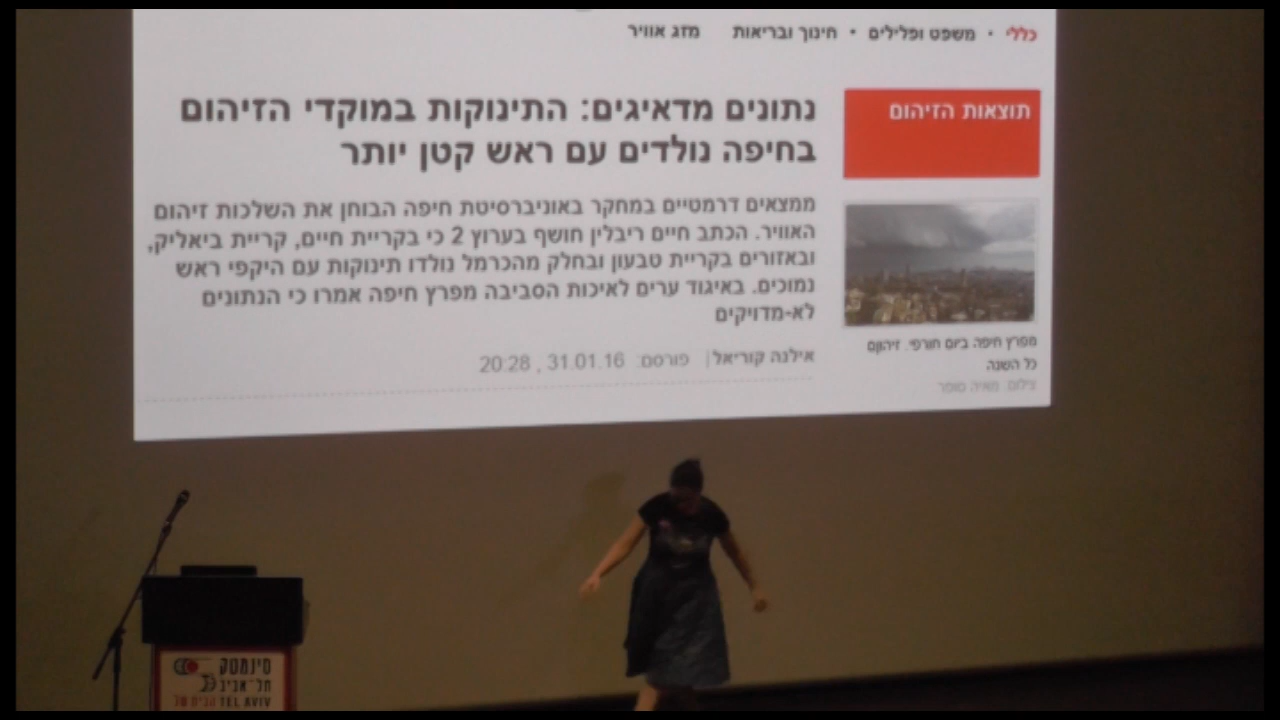 כללי • משפט ופלילים • חינוך ובריאות מזג אוויר
תוצאות הזיהום
נתונים מדאיגים: התינוקות במוקדי הזיהום
בחיפה נולדים עם ראש קטן יותר
ממצאים דרמטיים במחקר באוניברסיטת חיפה הבוחן את השלכות זיהום
האוויר. הכתב חיים ריבלין חושף בערוץ 2 כי בקריית חיים, קריית ביאליק,
ובאזורים בקריית טבעון ובחלק מהכרמל נולדו תינוקות עם היקפי ראש
נמוכים. באיגוד ערים לאיכות הסביבה מפרץ חיפה אמרו כי הנתונים
לא-מדויקים
אילנה קוריאל | פורסם: 31.01.16 , 20:28
מפרץ חיפה ביום חורפי. זיהום
כל השנה
צילום: מאיה סופר
סינמטק
תל־אביב
TEL AVIV